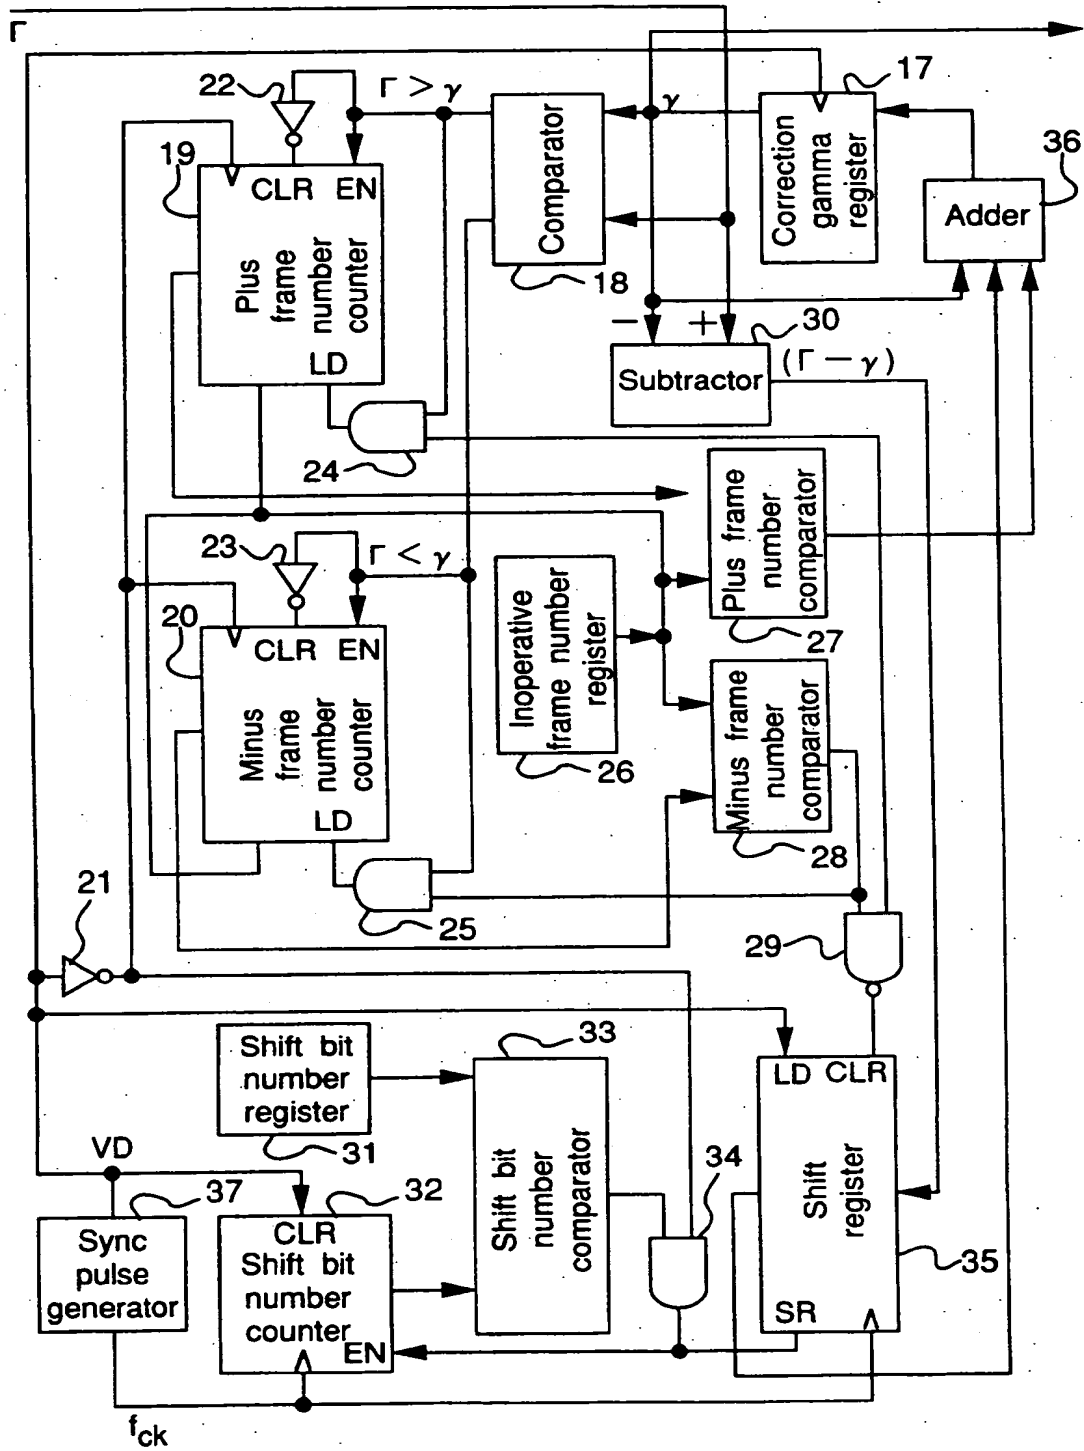 Γ
22
Γ > γ
γ
17
19
CLR EN
Plus
frame
number
counter
LD
Comparator
18
Correction
gamma
register
36
Adder
−
+
30
Subtractor
(Γ − γ)
24
23
Γ < γ
20
CLR EN
Minus
frame
number
counter
LD
Inoperative
frame number
register
26
Plus frame
number
comparator
27
Minus frame
number
comparator
28
25
21
29
Shift bit
number
register
31
33
Shift bit
number
comparator
34
LD CLR
Shift
register
SR
35
VD
37
Sync
pulse
generator
32
CLR
Shift bit
number
counter
EN
fck